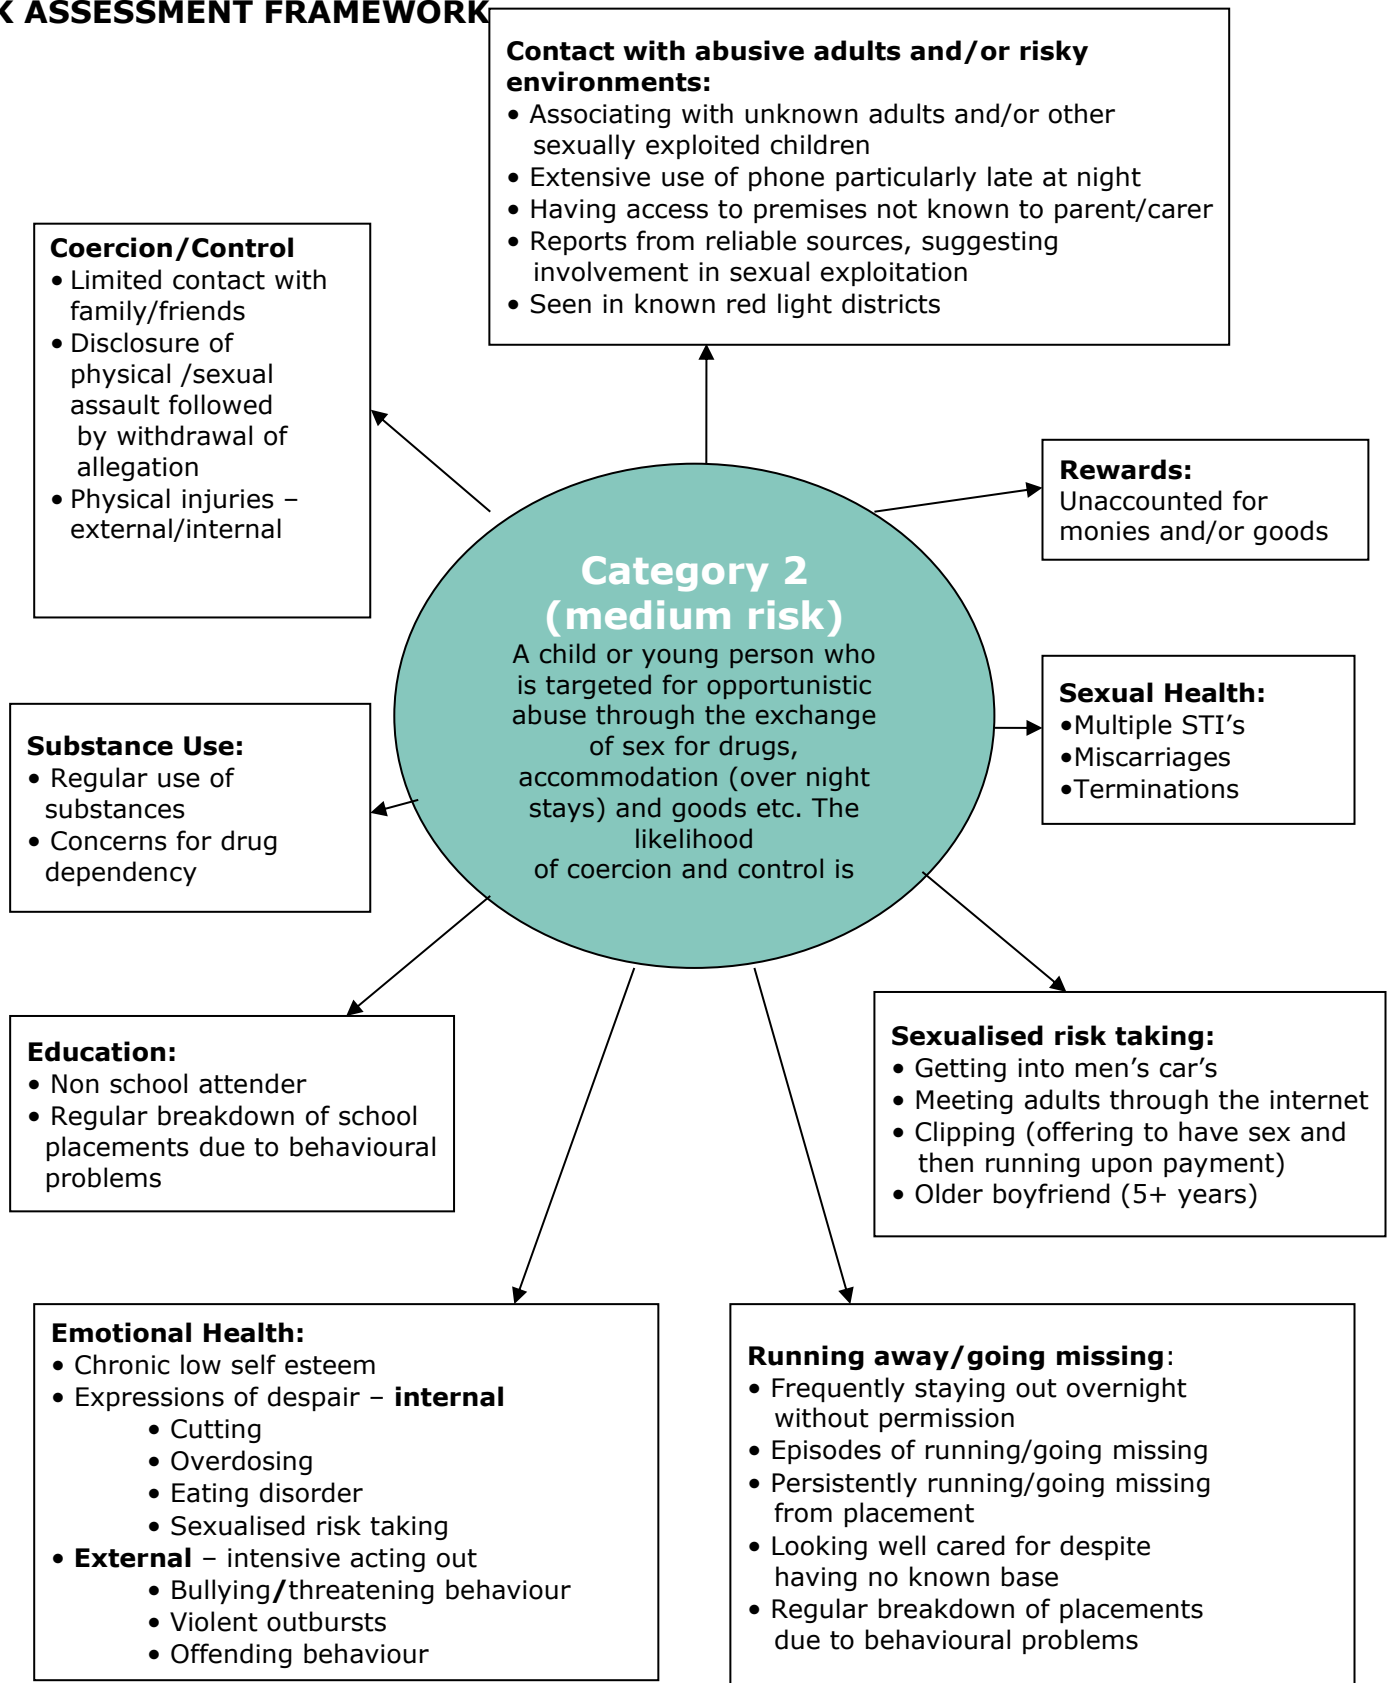 K ASSESSMENT FRAMEWORK
Contact with abusive adults and/or risky
environments:
• Associating with unknown adults and/or other
sexually exploited children
• Extensive use of phone particularly late at night
• Having access to premises not known to parent/carer
• Reports from reliable sources, suggesting
involvement in sexual exploitation
• Seen in known red light districts
Coercion/Control
• Limited contact with
family/friends
• Disclosure of
physical /sexual
assault followed
by withdrawal of
allegation
• Physical injuries –
external/internal
Rewards:
Unaccounted for
monies and/or goods
Category 2
(medium risk)
A child or young person who
is targeted for opportunistic
abuse through the exchange
of sex for drugs,
accommodation (over night
stays) and goods etc. The
likelihood
of coercion and control is
Sexual Health:
•Multiple STI’s
•Miscarriages
•Terminations
Substance Use:
• Regular use of
substances
• Concerns for drug
dependency
Education:
• Non school attender
• Regular breakdown of school
placements due to behavioural
problems
Sexualised risk taking:
• Getting into men’s car’s
• Meeting adults through the internet
• Clipping (offering to have sex and
then running upon payment)
• Older boyfriend (5+ years)
Emotional Health:
• Chronic low self esteem
• Expressions of despair – internal
• Cutting
• Overdosing
• Eating disorder
• Sexualised risk taking
• External – intensive acting out
• Bullying/threatening behaviour
• Violent outbursts
• Offending behaviour
Running away/going missing:
• Frequently staying out overnight
without permission
• Episodes of running/going missing
• Persistently running/going missing
from placement
• Looking well cared for despite
having no known base
• Regular breakdown of placements
due to behavioural problems